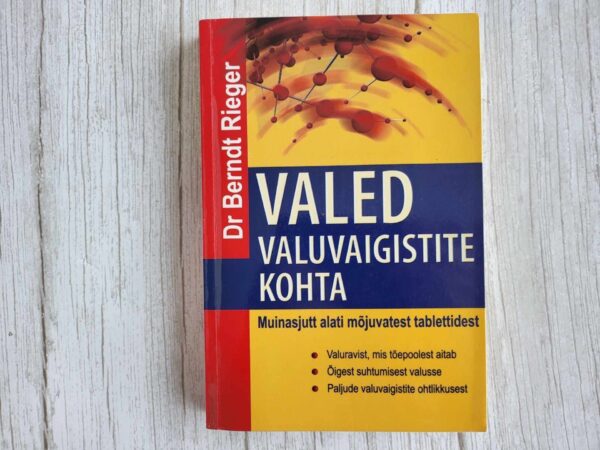 Dr Berndt Rieger
VALED
VALUVAIGISTITE
KOHTA
Muinasjutt alati mõjuvatest tablettidest
Valuravist, mis tõepoolest aitab
Õigest suhtumisest valusse
Paljude valuvaigistite ohtlikkusest